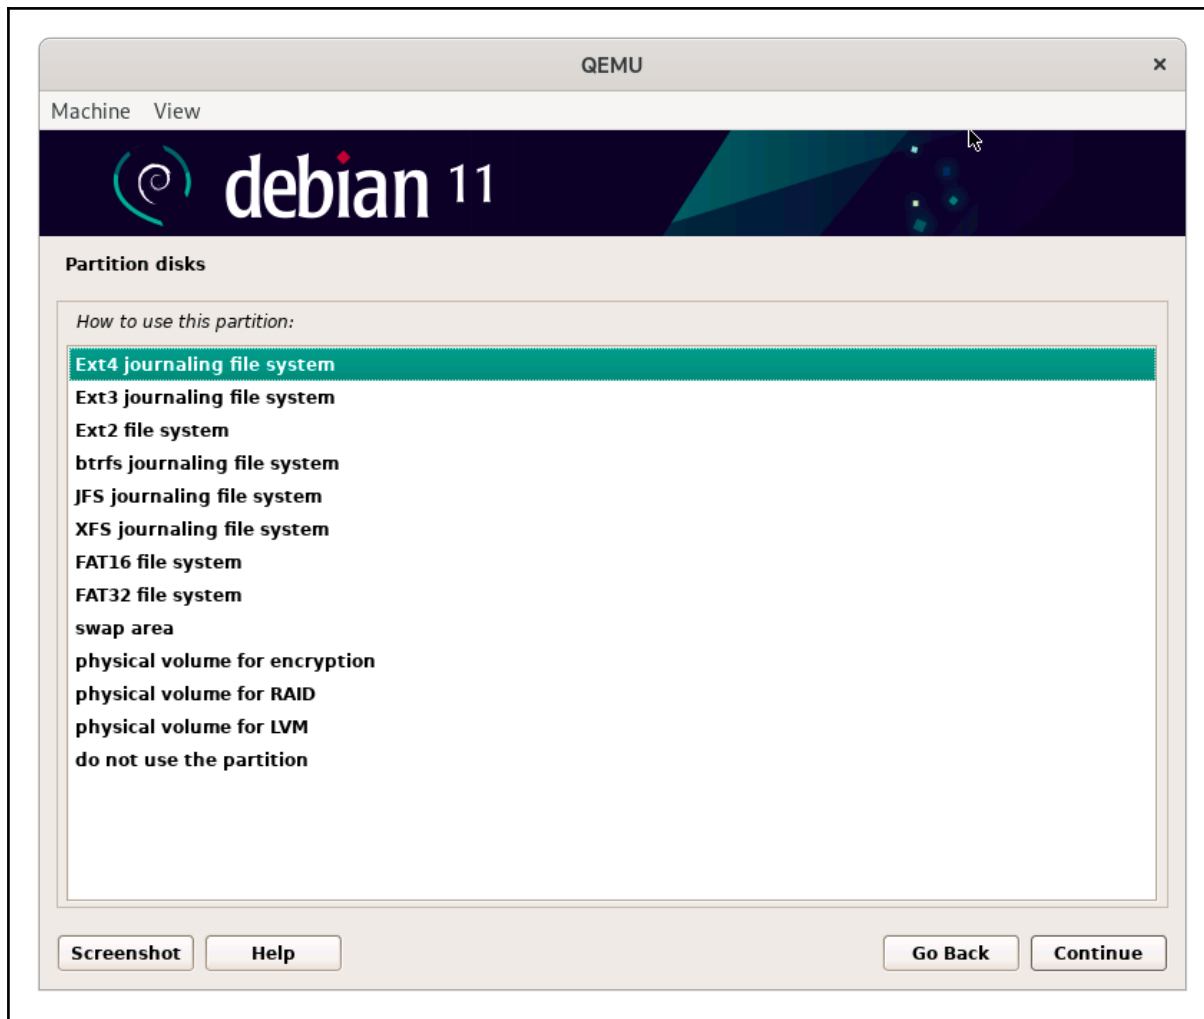 QEMU
Machine View
debian 11
Partition disks
How to use this partition:
Ext4 journaling file system
Ext3 journaling file system
Ext2 file system
btrfs journaling file system
JFS journaling file system
XFS journaling file system
FAT16 file system
FAT32 file system
swap area
physical volume for encryption
physical volume for RAID
physical volume for LVM
do not use the partition
Screenshot Help Go Back Continue